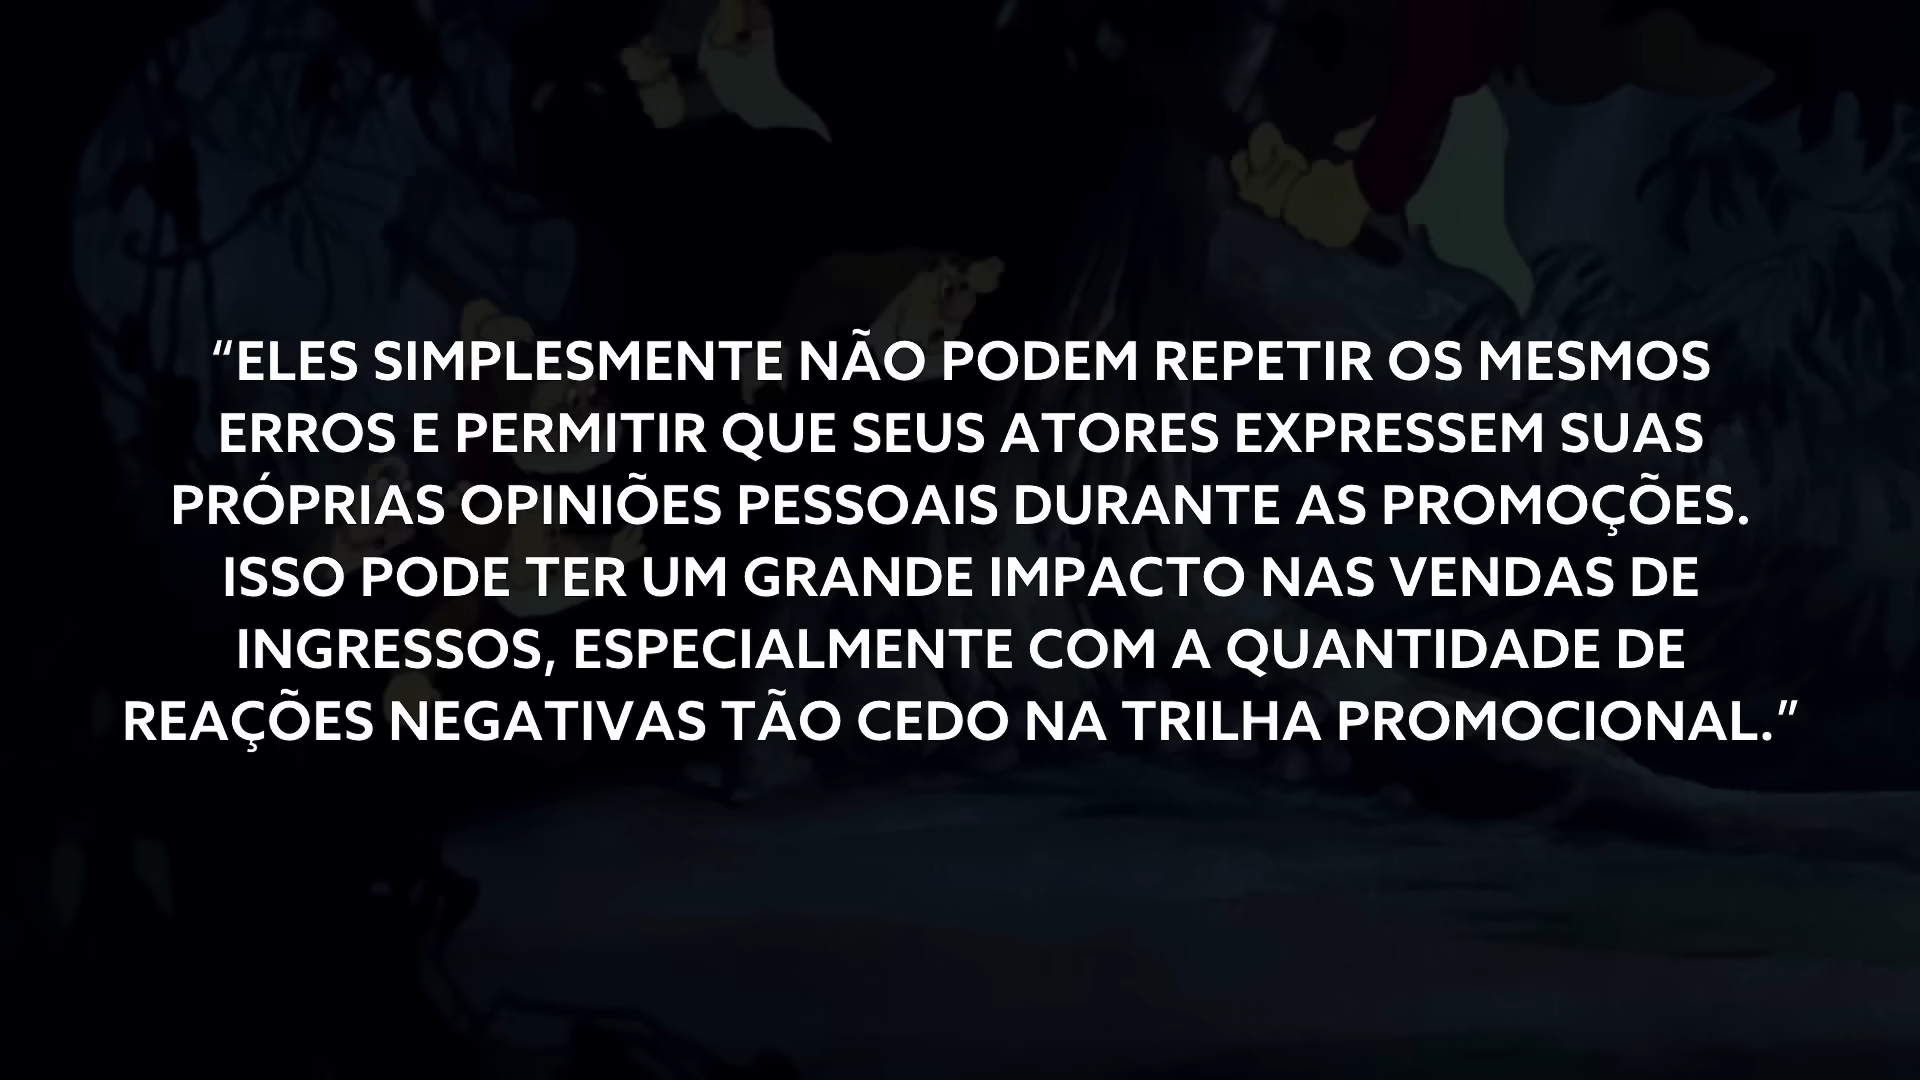 “ELES SIMPLESMENTE NÃO PODEM REPETIR OS MESMOS
ERROS E PERMITIR QUE SEUS ATORES EXPRESSEM SUAS
PRÓPRIAS OPINIÕES PESSOAIS DURANTE AS PROMOÇÕES.
ISSO PODE TER UM GRANDE IMPACTO NAS VENDAS DE
INGRESSOS, ESPECIALMENTE COM A QUANTIDADE DE
REAÇÕES NEGATIVAS TÃO CEDO NA TRILHA PROMOCIONAL.”